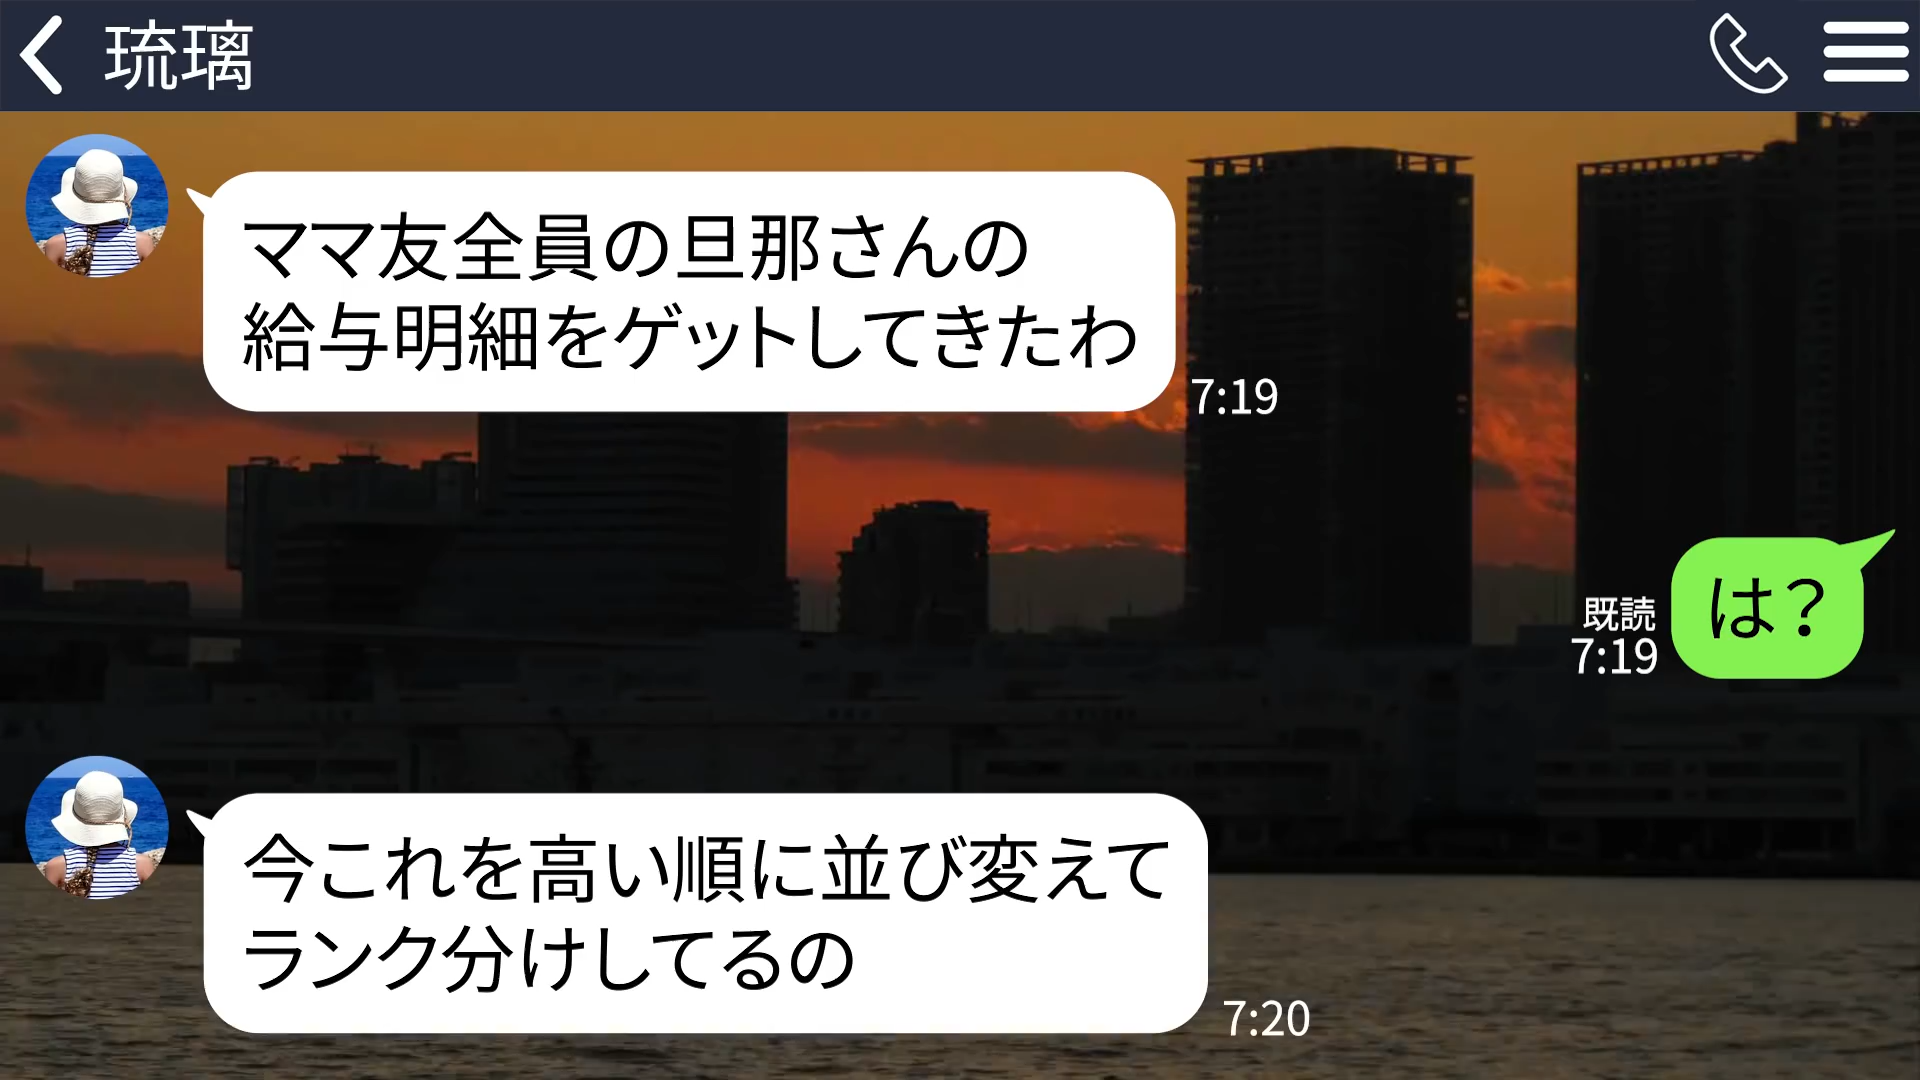 琉璃
ママ友全員の旦那さんの
給与明細をゲットしてきたわ
7:19
は？
既読
7:19
今これを高い順に並び変えて
ランク分けしてるの
7:20